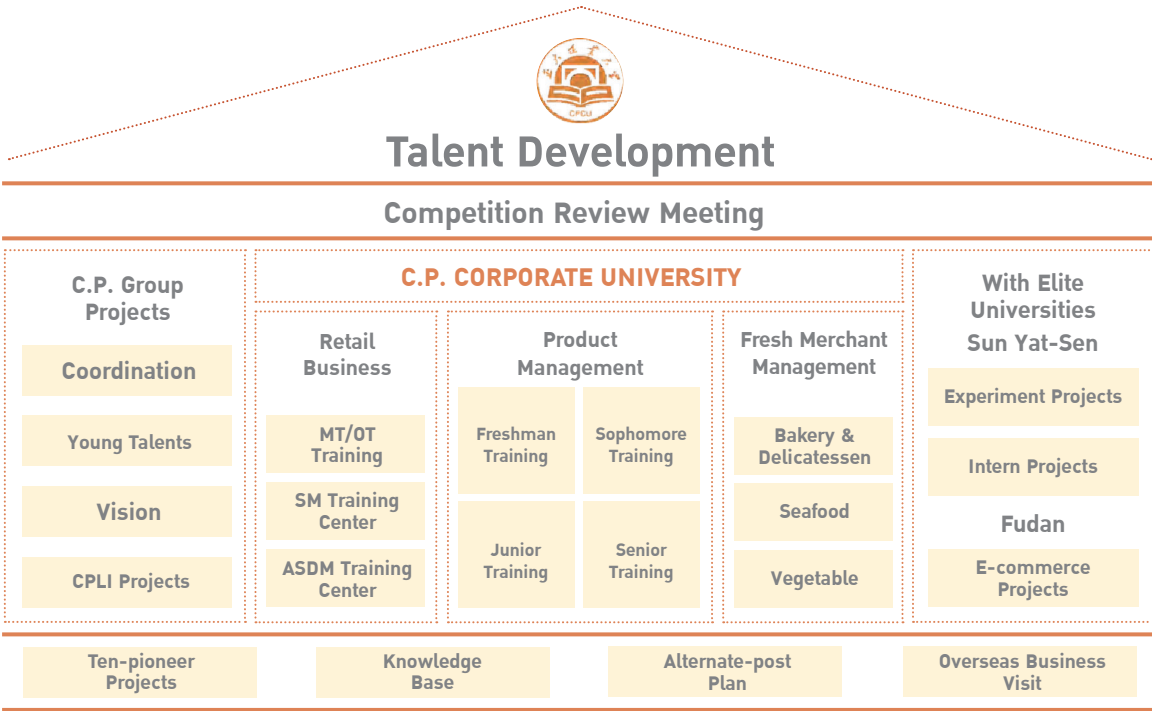 CPCLI
Talent Development
Competition Review Meeting
C.P. Group
Projects
Coordination
Young Talents
Vision
CPLI Projects
C.P. CORPORATE UNIVERSITY
Retail
Business
MT/OT
Training
SM Training
Center
ASDM Training
Center
Product
Management
Freshman
Training
Sophomore
Training
Junior
Training
Senior
Training
Fresh Merchant
Management
Bakery &
Delicatessen
Seafood
Vegetable
With Elite
Universities
Sun Yat-Sen
Experiment Projects
Intern Projects
Fudan
E-commerce
Projects
Ten-pioneer
Projects
Knowledge
Base
Alternate-post
Plan
Overseas Business
Visit